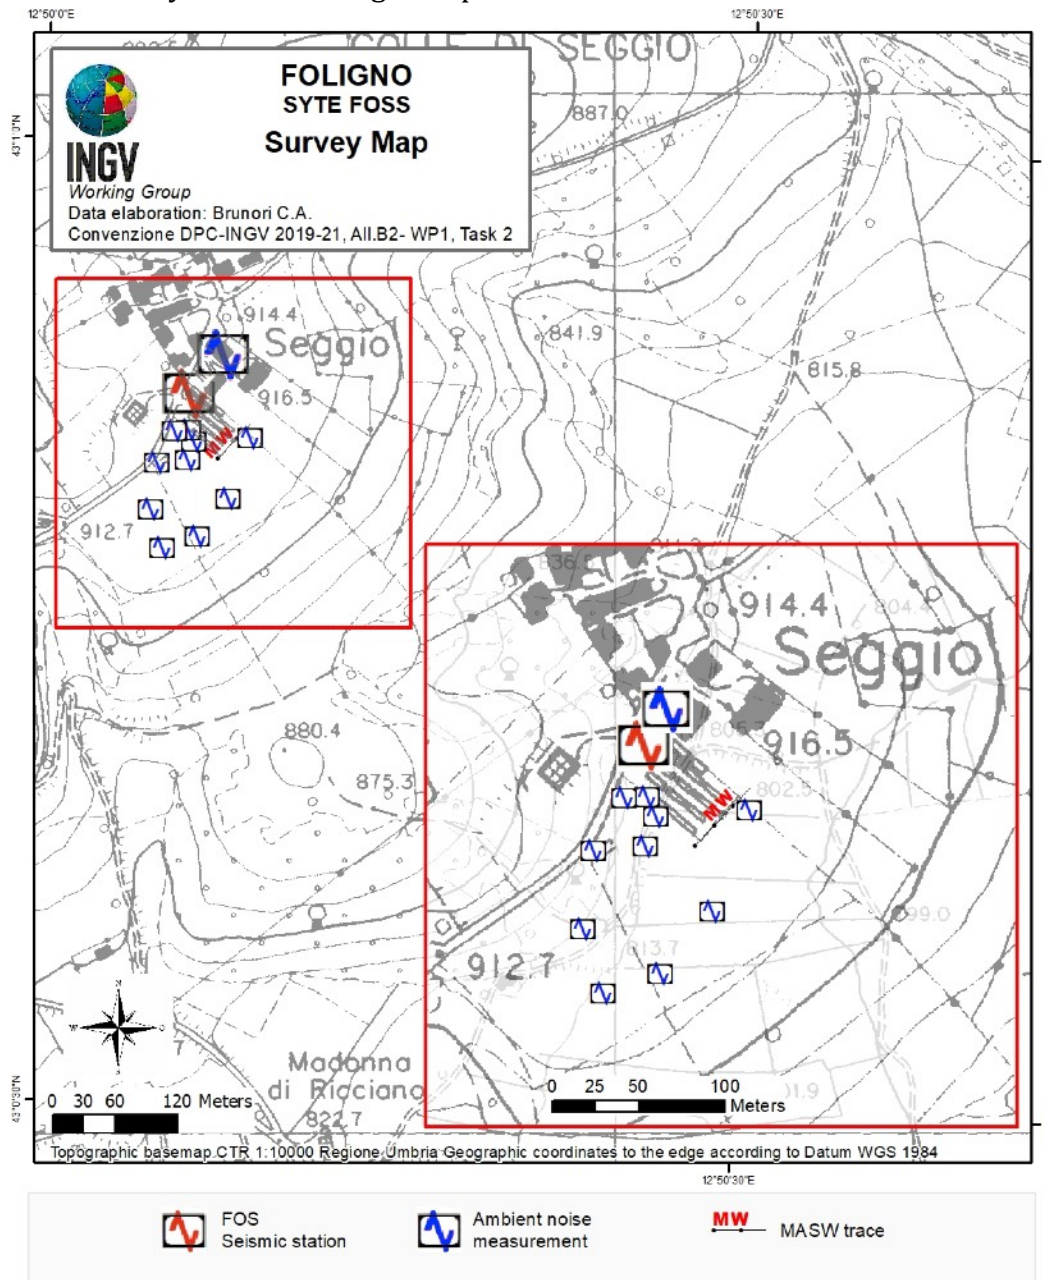 12°50'0"E
12°50'30"E
COLLE DI SEGGIO
FOLIGNO
SYTE FOSS
Survey Map
INGV
Working Group
Data elaboration: Brunori C.A.
Convenzione DPC-INGV 2019-21, All.B2- WP1, Task 2
43°1'0"N
887.0
914.4
Seggio
841.9
815.8
916.5
MW
912.7
836.5
914.4
804.4
Seggio
916.5
802.5
MW
880.4
875.3
899.0
813.7
912.7
N
W
O
S
Madonna
di Ricciano
822.7
0 30 60 120 Meters
0 25 50 100
Meters
43°0'30"N
Topographic basemap CTR 1:10000 Regione Umbria Geographic coordinates to the edge according to Datum WGS 1984
12°50'30"E
FOS
Seismic station
Ambient noise
measurement
MW
MASW trace